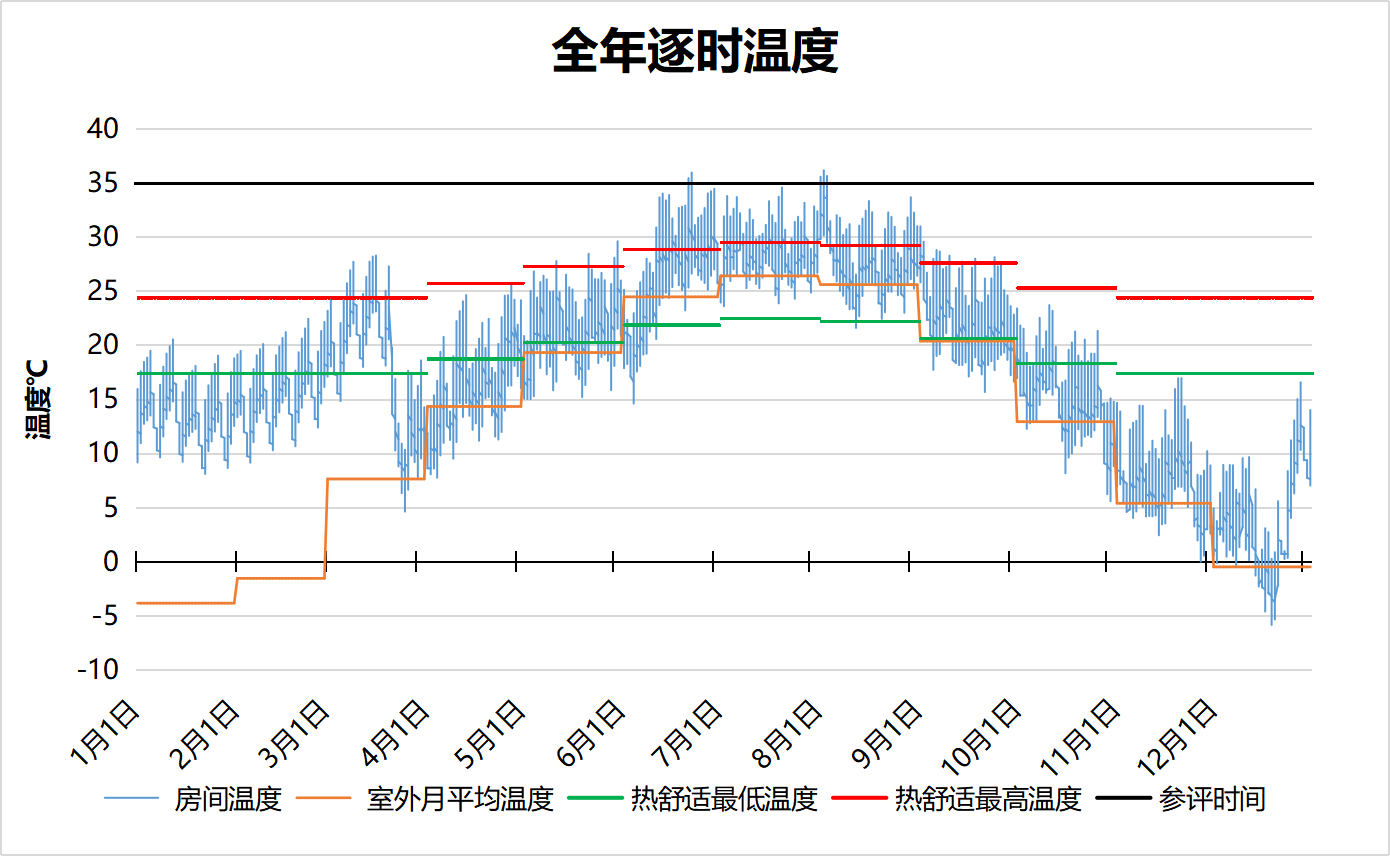 全年逐时温度
40
35
30
25
20
15
10
5
0
-5
-10
温度℃
1月1日
2月1日
3月1日
4月1日
5月1日
6月1日
7月1日
8月1日
9月1日
10月1日
11月1日
12月1日
房间温度 室外月平均温度 热舒适最低温度 热舒适最高温度 参评时间